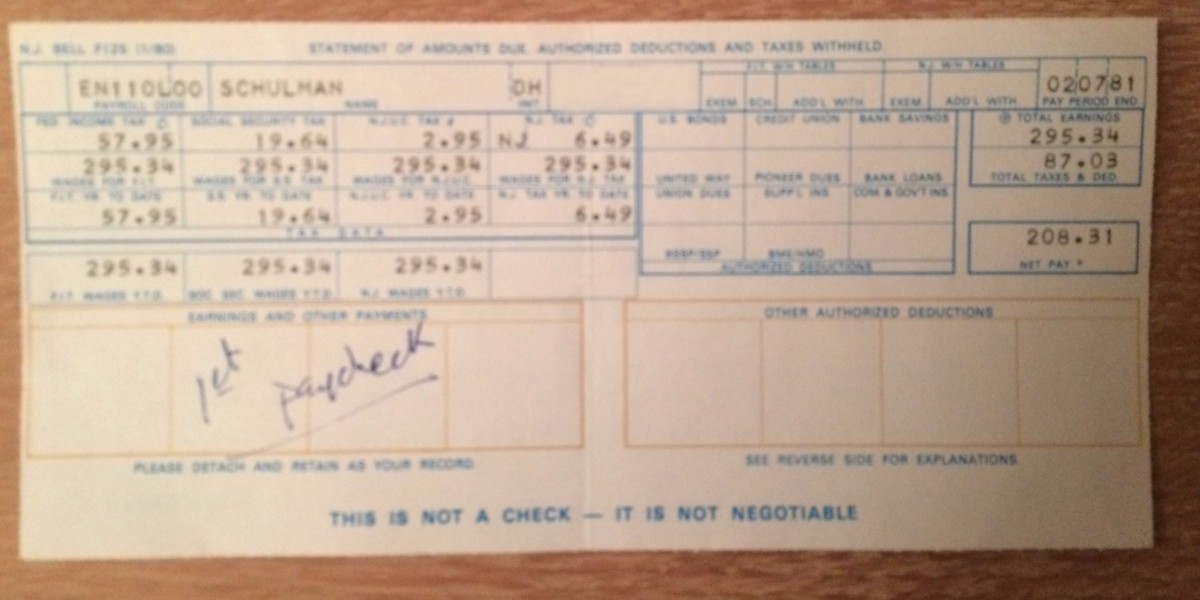 N.J. BELL F125 (1/80) STATEMENT OF AMOUNTS DUE, AUTHORIZED DEDUCTIONS AND TAXES WITHHELD.
F.I.T. W/H TABLES N.J. W/H TABLES
EN110L00 SCHULMAN DH 020781
PAYROLL CODE NAME INIT. EXEM. SCH. ADD'L WITH. EXEM. ADD'L WITH. PAY PERIOD END
FED. INCOME TAX SOCIAL SECURITY TAX N.J.U.C. TAX N.J. TAX U.S. BONDS CREDIT UNION BANK SAVINGS TOTAL EARNINGS
57.95 19.64 2.95 NJ 6.49 295.34
295.34 295.34 295.34 295.34 87.03
WAGES FOR F.I.T. WAGES FOR S.S. TAX WAGES FOR N.J.U.C. WAGES FOR N.J. TAX UNITED WAY PIONEER DUES BANK LOANS TOTAL TAXES & DED.
F.I.T. YR. TO DATE S.S. YR. TO DATE N.J.U.C. YR. TO DATE N.J. TAX YR. TO DATE UNION DUES SUPP'L INS. COM. & GOV'T INS.
57.95 19.64 2.95 6.49
TAX DATA 208.31
BSSP/SSP BME/HMO
295.34 295.34 295.34 AUTHORIZED DEDUCTIONS NET PAY *
F.I.T. WAGES Y.T.D. SOC. SEC. WAGES Y.T.D. N.J. WAGES Y.T.D.
EARNINGS AND OTHER PAYMENTS OTHER AUTHORIZED DEDUCTIONS
1st paycheck
PLEASE DETACH AND RETAIN AS YOUR RECORD SEE REVERSE SIDE FOR EXPLANATIONS
THIS IS NOT A CHECK — IT IS NOT NEGOTIABLE